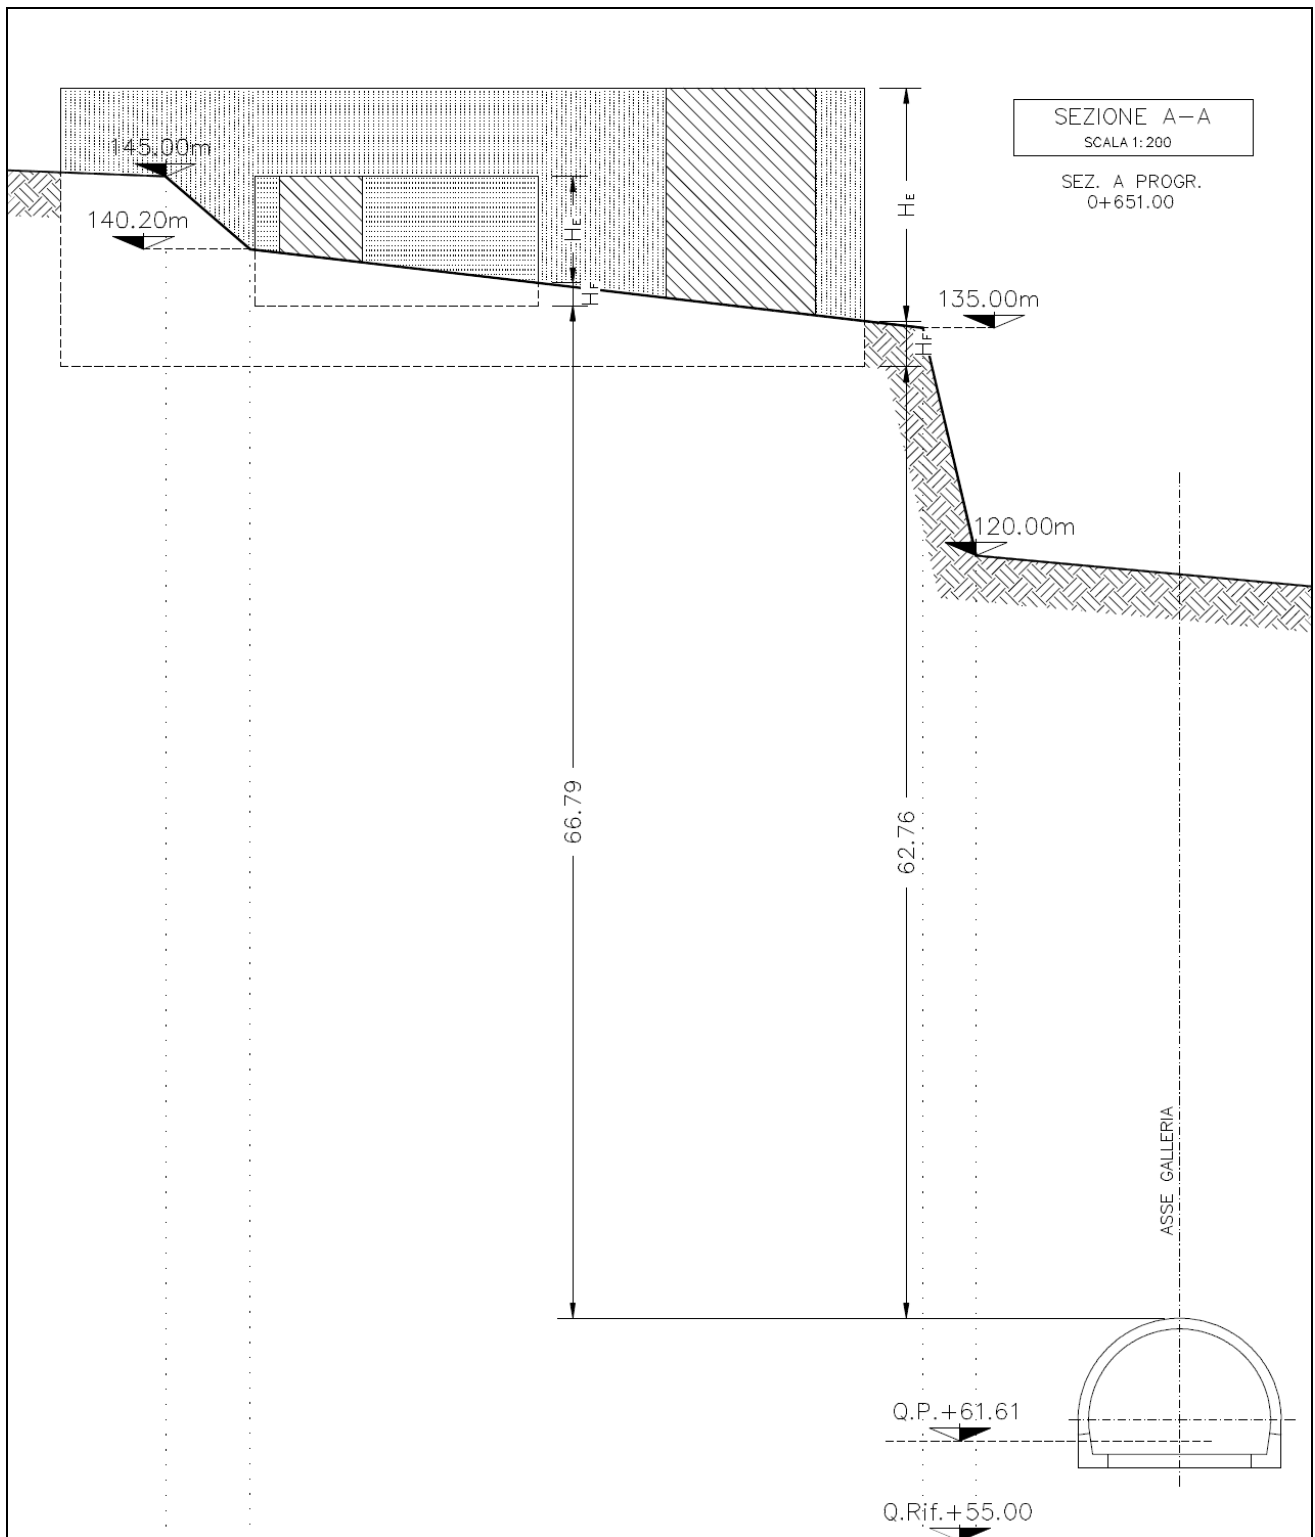 SEZIONE A-A
SCALA 1:200
SEZ. A PROGR.
0+651.00
145.00m
140.20m
HE
HF
HE
HF
135.00m
120.00m
66.79
62.76
ASSE GALLERIA
Q.P.+61.61
Q.Rif.+55.00